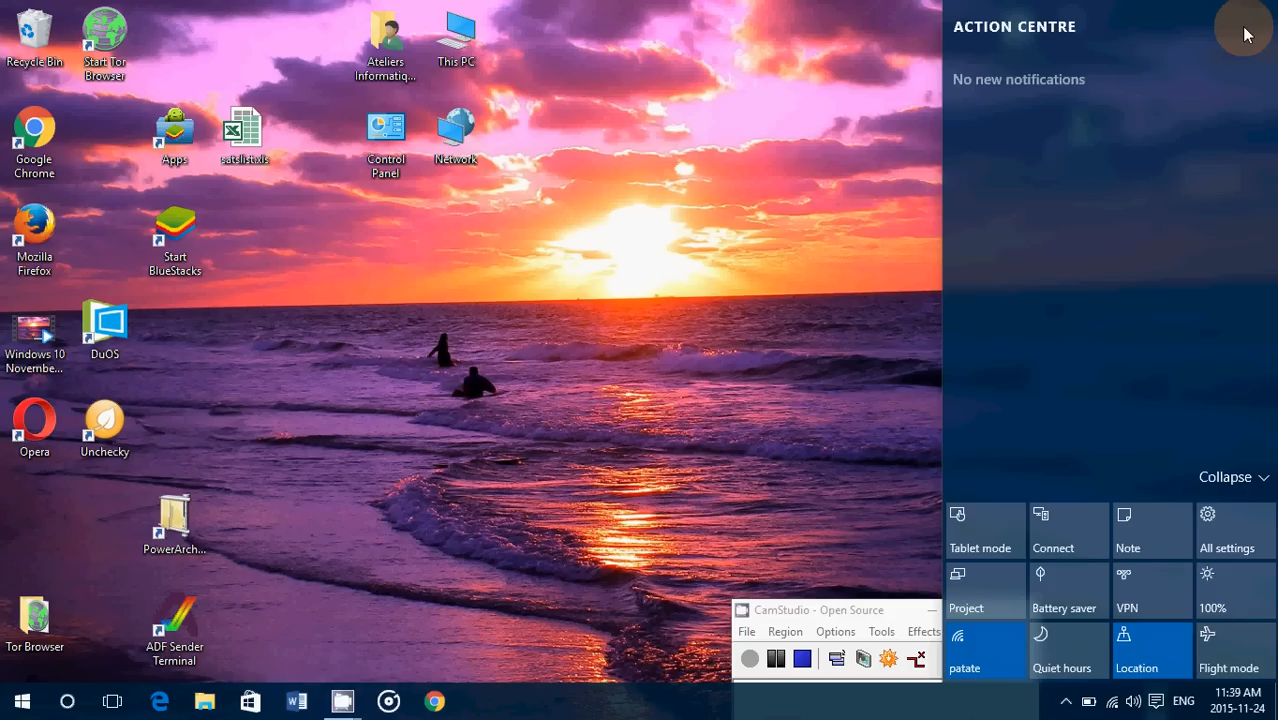 Recycle Bin
Start Tor
Browser
Ateliers
Informatiq...
This PC
Google
Chrome
Apps
satslist.xls
Control
Panel
Network
Mozilla
Firefox
Start
BlueStacks
Windows 10
Novembe...
DuOS
Opera
Unchecky
PowerArch...
Tor Browser
ADF Sender
Terminal
CamStudio - Open Source
File Region Options Tools Effects
ACTION CENTRE
No new notifications
Collapse
Tablet mode
Connect
Note
All settings
Project
Battery saver
VPN
100%
patate
Quiet hours
Location
Flight mode
ENG
11:39 AM
2015-11-24